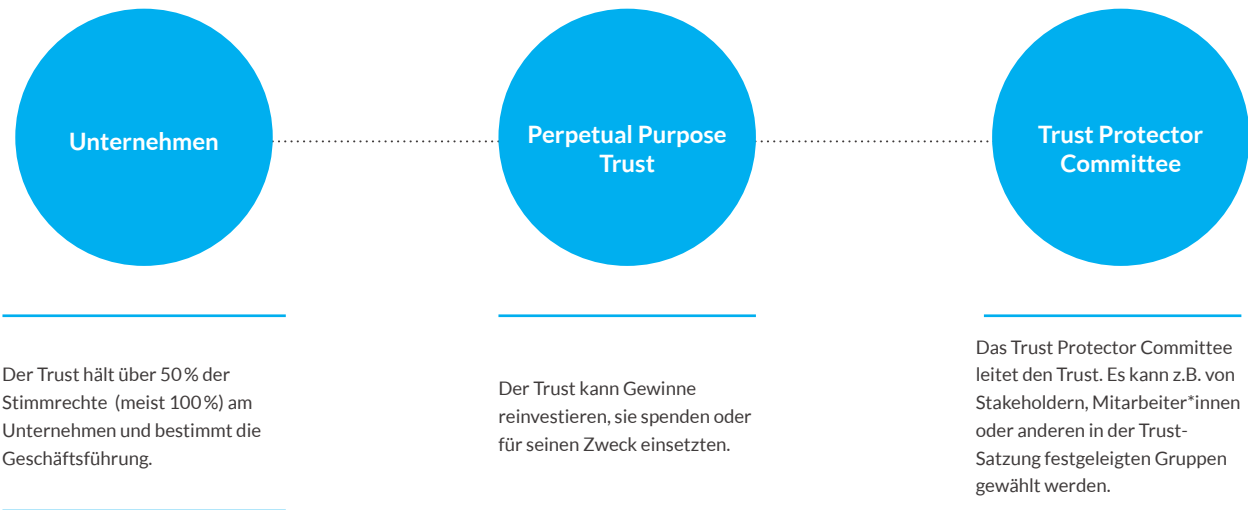 Unternehmen
Perpetual Purpose
Trust
Trust Protector
Committee
Der Trust hält über 50 % der
Stimmrechte (meist 100 %) am
Unternehmen und bestimmt die
Geschäftsführung.
Der Trust kann Gewinne
reinvestieren, sie spenden oder
für seinen Zweck einsetzten.
Das Trust Protector Committee
leitet den Trust. Es kann z.B. von
Stakeholdern, Mitarbeiter*innen
oder anderen in der Trust-
Satzung festgeleigten Gruppen
gewählt werden.